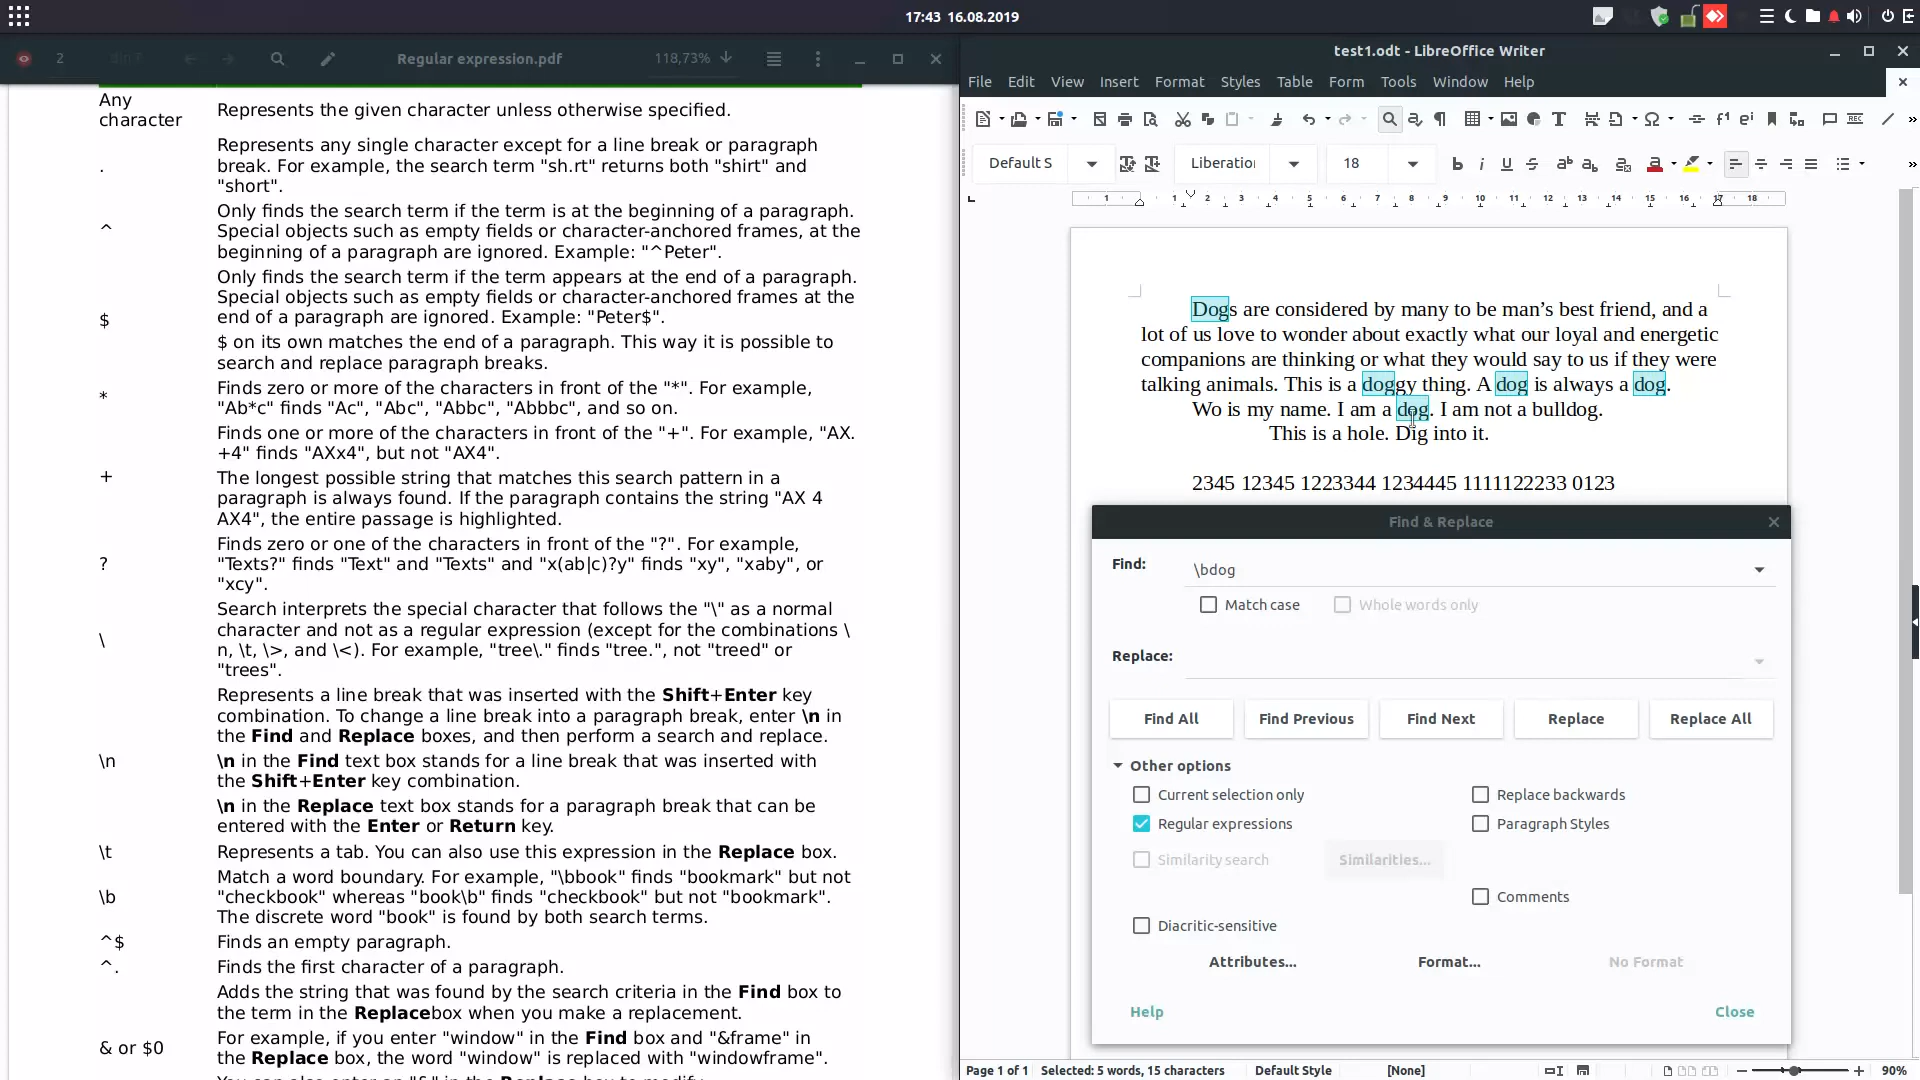 17:43 16.08.2019
2
Regular expression.pdf
118,73%
Any
character
Represents the given character unless otherwise specified.
.
Represents any single character except for a line break or paragraph
break. For example, the search term "sh.rt" returns both "shirt" and
"short".
^
Only finds the search term if the term is at the beginning of a paragraph.
Special objects such as empty fields or character-anchored frames, at the
beginning of a paragraph are ignored. Example: "^Peter".
$
Only finds the search term if the term appears at the end of a paragraph.
Special objects such as empty fields or character-anchored frames at the
end of a paragraph are ignored. Example: "Peter$".
$ on its own matches the end of a paragraph. This way it is possible to
search and replace paragraph breaks.
*
Finds zero or more of the characters in front of the "*". For example,
"Ab*c" finds "Ac", "Abc", "Abbc", "Abbbc", and so on.
+
Finds one or more of the characters in front of the "+". For example, "AX.
+4" finds "AXx4", but not "AX4".
The longest possible string that matches this search pattern in a
paragraph is always found. If the paragraph contains the string "AX 4
AX4", the entire passage is highlighted.
?
Finds zero or one of the characters in front of the "?". For example,
"Texts?" finds "Text" and "Texts" and "x(ab|c)?y" finds "xy", "xaby", or
"xcy".
\
Search interprets the special character that follows the "\" as a normal
character and not as a regular expression (except for the combinations \
n, \t, \>, and \<). For example, "tree\." finds "tree.", not "treed" or
"trees".
\n
Represents a line break that was inserted with the Shift+Enter key
combination. To change a line break into a paragraph break, enter \n in
the Find and Replace boxes, and then perform a search and replace.
\n in the Find text box stands for a line break that was inserted with
the Shift+Enter key combination.
\n in the Replace text box stands for a paragraph break that can be
entered with the Enter or Return key.
\t
Represents a tab. You can also use this expression in the Replace box.
\b
Match a word boundary. For example, "\bbook" finds "bookmark" but not
"checkbook" whereas "book\b" finds "checkbook" but not "bookmark".
The discrete word "book" is found by both search terms.
^$
Finds an empty paragraph.
^.
Finds the first character of a paragraph.
& or $0
Adds the string that was found by the search criteria in the Find box to
the term in the Replacebox when you make a replacement.
For example, if you enter "window" in the Find box and "&frame" in
the Replace box, the word "window" is replaced with "windowframe".
test1.odt - LibreOffice Writer
File Edit View Insert Format Styles Table Form Tools Window Help
Default S
Liberation
18
1 1 2 3 4 5 6 7 8 9 10 11 12 13 14 15 16 17 18
Dogs are considered by many to be man’s best friend, and a
lot of us love to wonder about exactly what our loyal and energetic
companions are thinking or what they would say to us if they were
talking animals. This is a doggy thing. A dog is always a dog.
Wo is my name. I am a dog. I am not a bulldog.
This is a hole. Dig into it.
2345 12345 1223344 1234445 1111122233 0123
Find & Replace
Find:
\bdog
Match case
Whole words only
Replace:
Find All
Find Previous
Find Next
Replace
Replace All
Other options
Current selection only
Replace backwards
Regular expressions
Paragraph Styles
Similarity search
Similarities...
Comments
Diacritic-sensitive
Attributes...
Format...
No Format
Help
Close
Page 1 of 1
Selected: 5 words, 15 characters
Default Style
[None]
90%